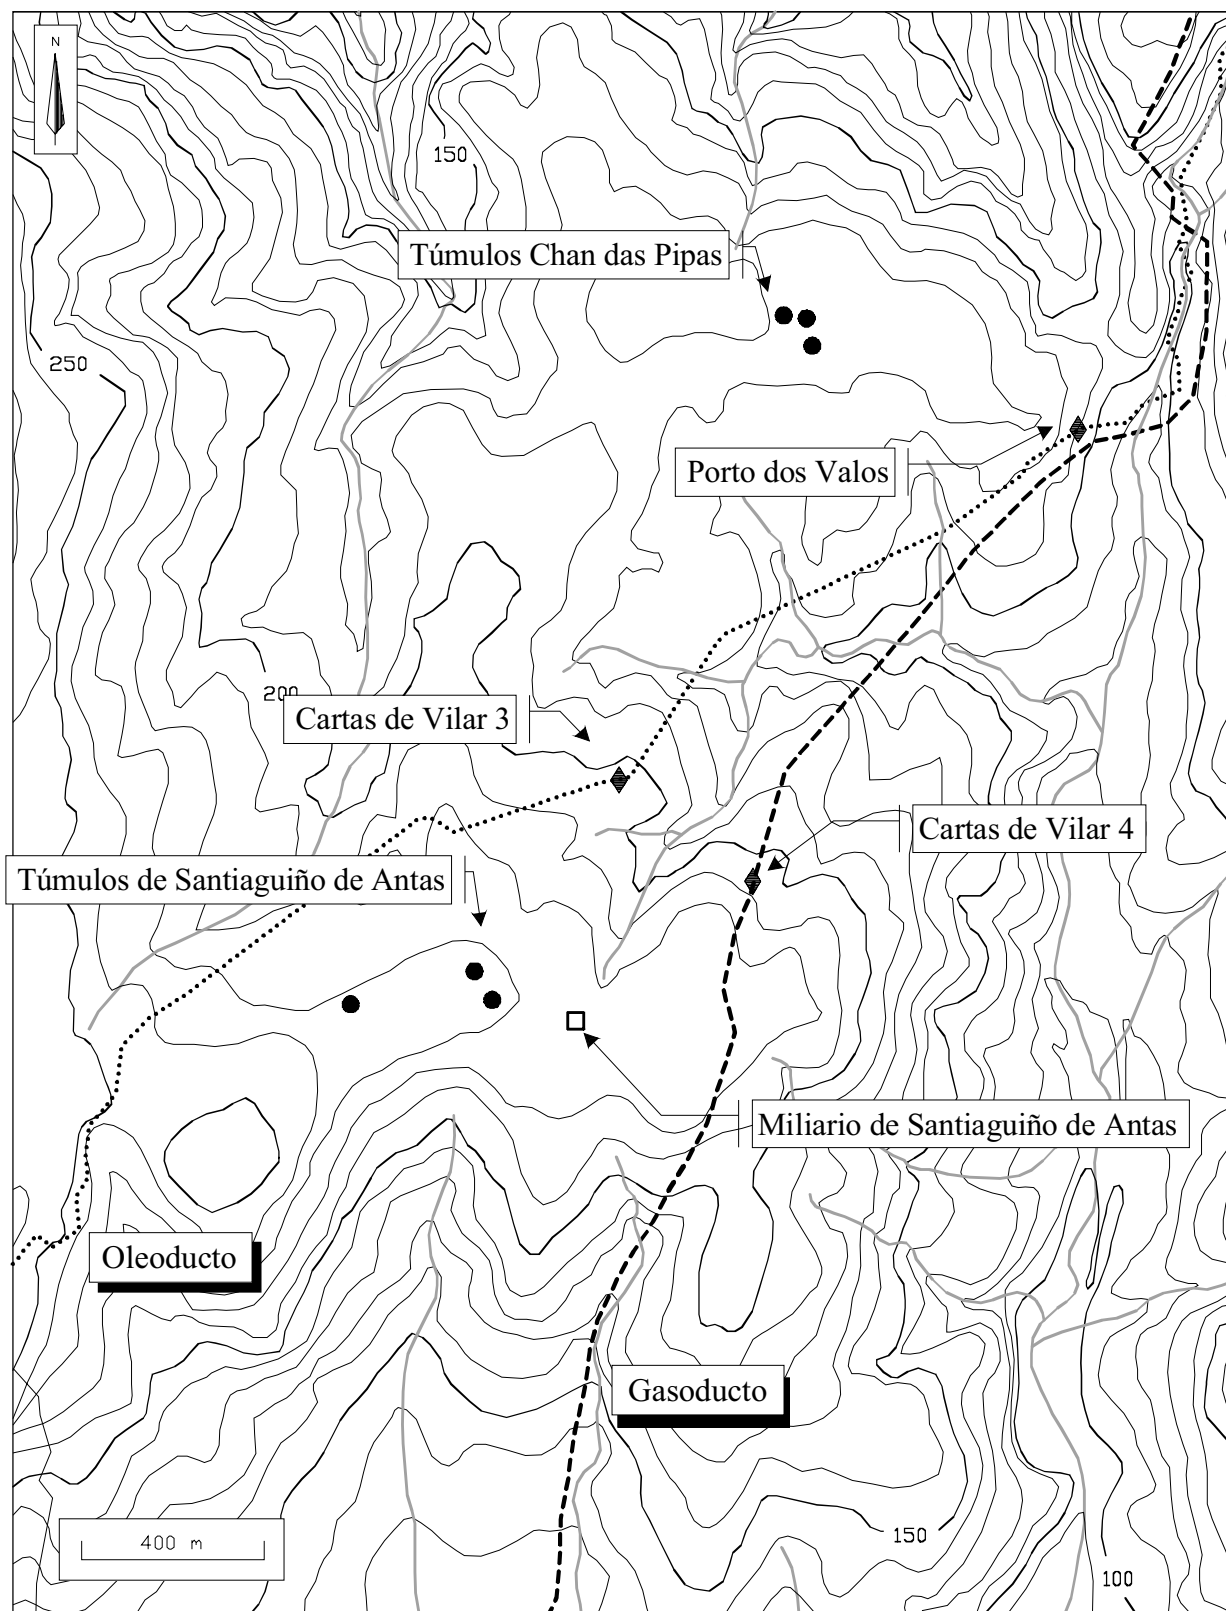 N
150
Túmulos Chan das Pipas
250
Porto dos Valos
200
Cartas de Vilar 3
Cartas de Vilar 4
Túmulos de Santiaguiño de Antas
Miliario de Santiaguiño de Antas
Oleoducto
Gasoducto
400 m
150
100